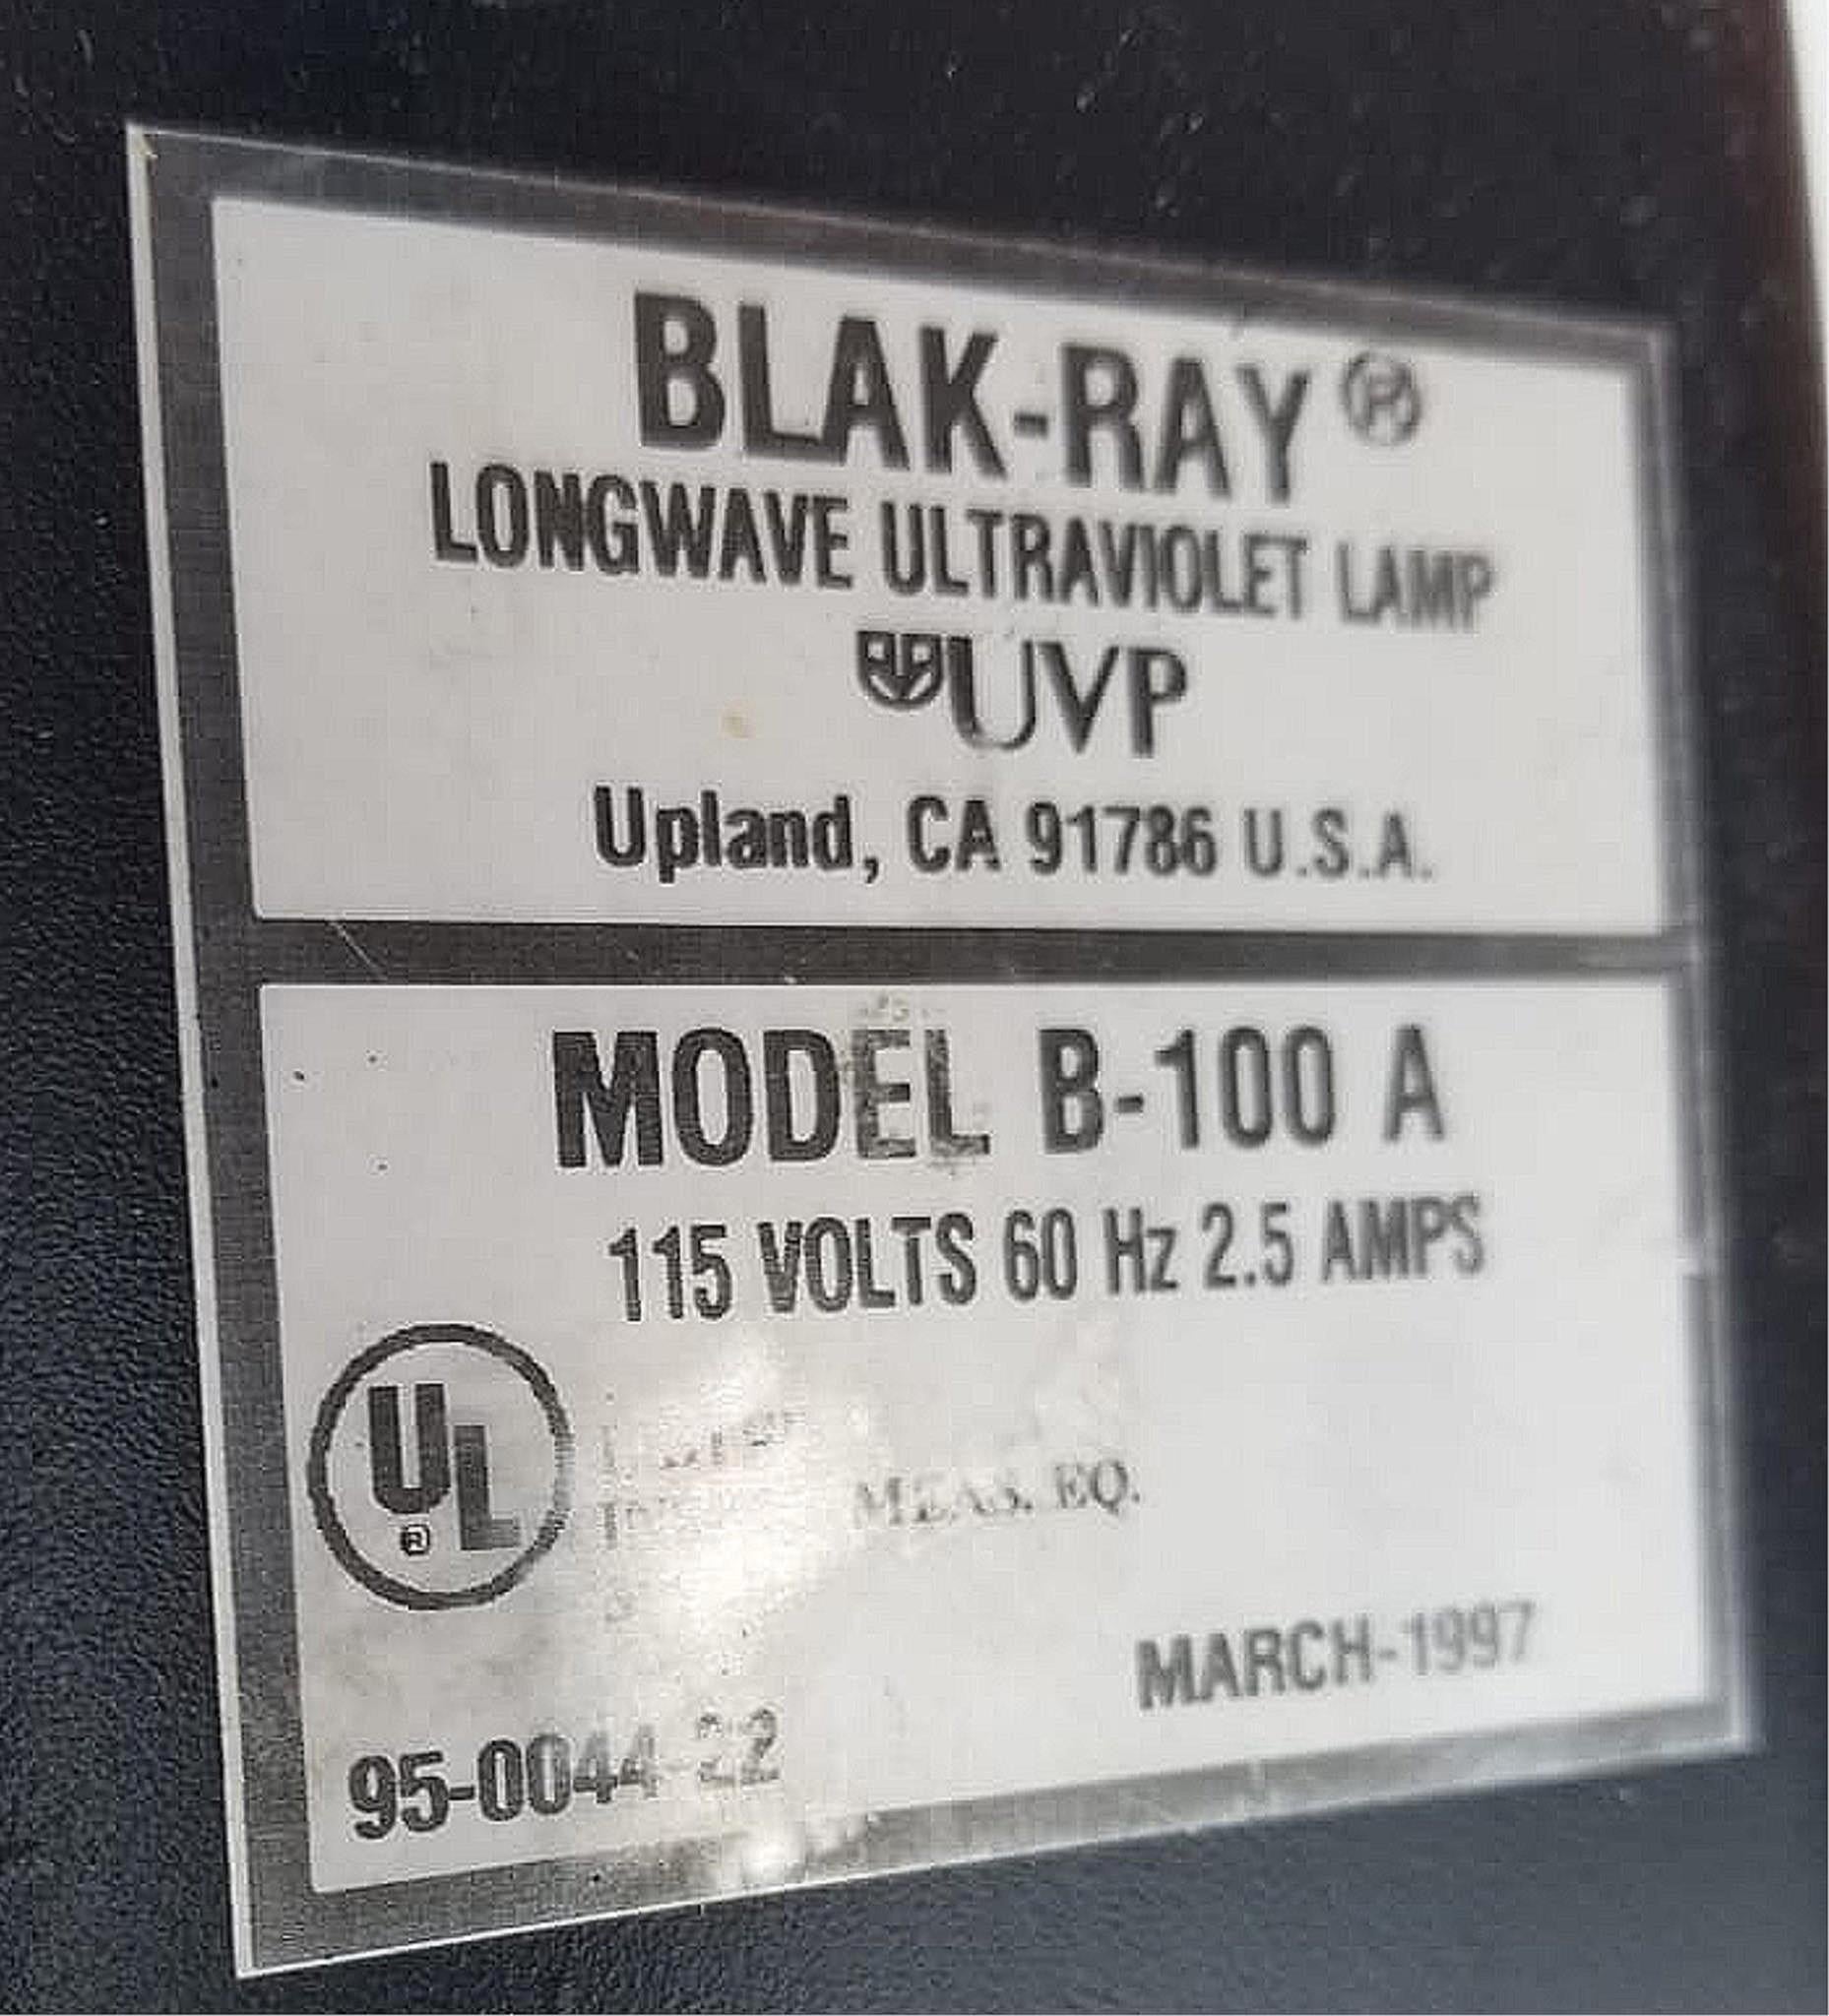 BLAK-RAY®
LONGWAVE ULTRAVIOLET LAMP
UVP
Upland, CA 91786 U.S.A.
MODEL B-100 A
115 VOLTS 60 Hz 2.5 AMPS
UL®
MEAS. EQ.
MARCH-1997
95-0044-22